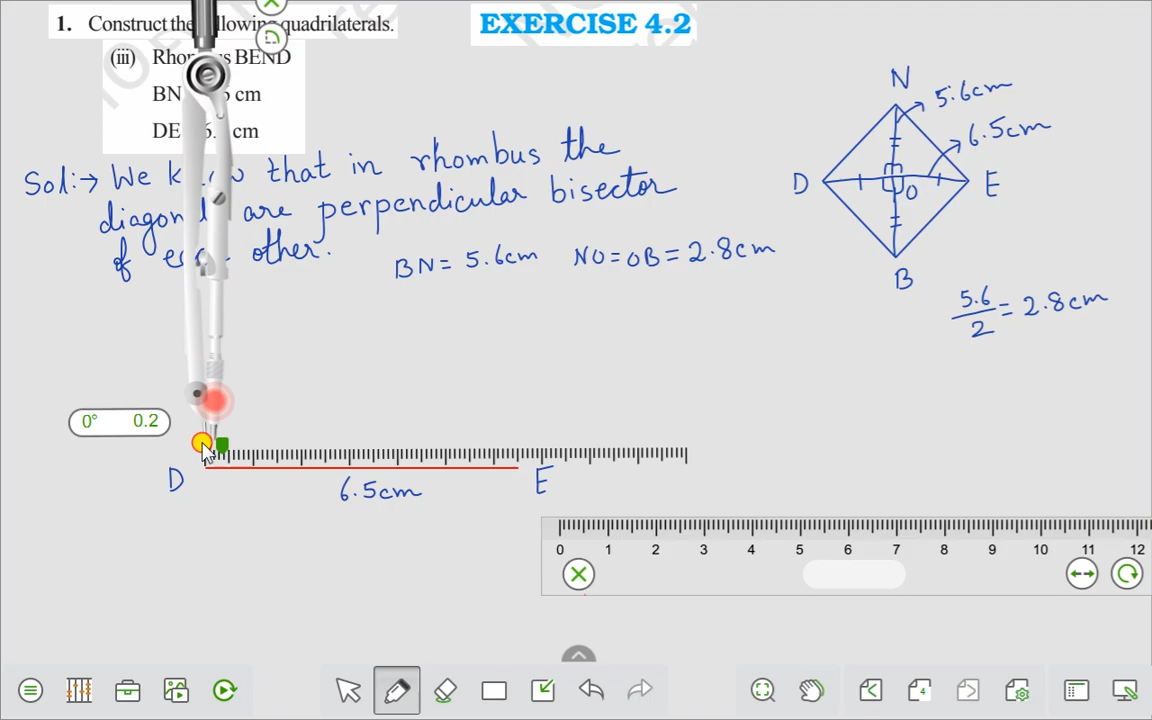 EXERCISE 4.2
1. Construct the following quadrilaterals.
(iii) BEND
BN cm
DE cm
Sol:→ We that in rhombus the
are perpendicular bisector
of other.
BN = 5.6cm NO = OB = 2.8cm
N
5.6cm
6.5cm
D
O
E
B
5.6/2 = 2.8cm
0° 0.2
D
E
6.5cm
0 1 2 3 4 5 6 7 8 9 10 11 12
4